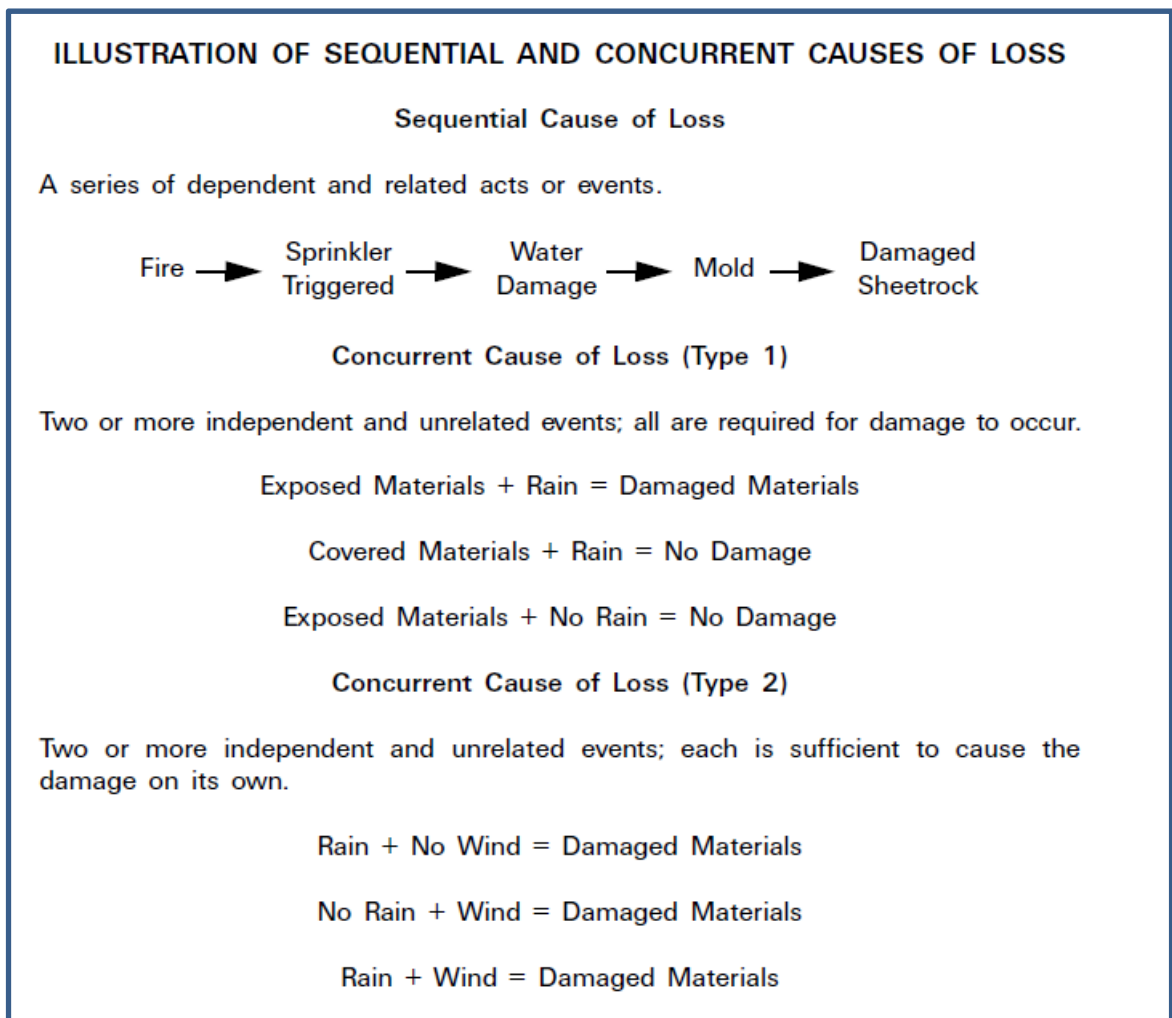 ILLUSTRATION OF SEQUENTIAL AND CONCURRENT CAUSES OF LOSS
Sequential Cause of Loss
A series of dependent and related acts or events.
Fire Sprinkler Triggered Water Damage Mold Damaged Sheetrock
Concurrent Cause of Loss (Type 1)
Two or more independent and unrelated events; all are required for damage to occur.
Exposed Materials + Rain = Damaged Materials
Covered Materials + Rain = No Damage
Exposed Materials + No Rain = No Damage
Concurrent Cause of Loss (Type 2)
Two or more independent and unrelated events; each is sufficient to cause the
damage on its own.
Rain + No Wind = Damaged Materials
No Rain + Wind = Damaged Materials
Rain + Wind = Damaged Materials